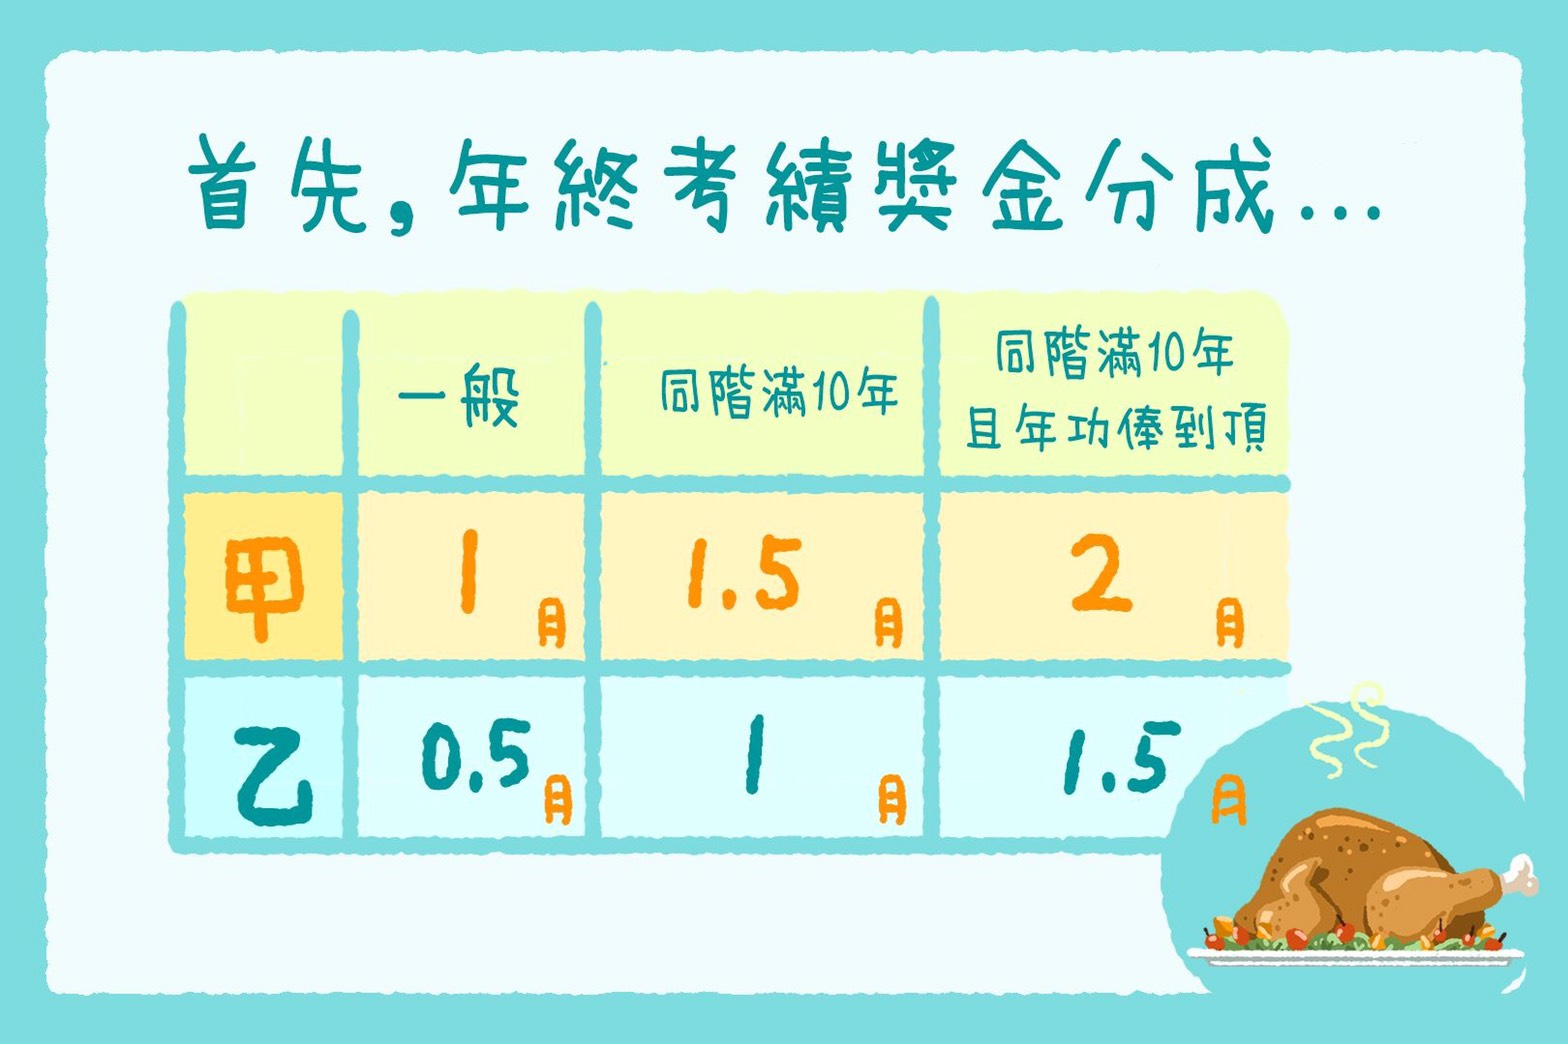 首先,年終考績獎金分成...
一般
同階滿10年
同階滿10年
且年功俸到頂
甲 1月 1.5月 2月
乙 0.5月 1月 1.5月